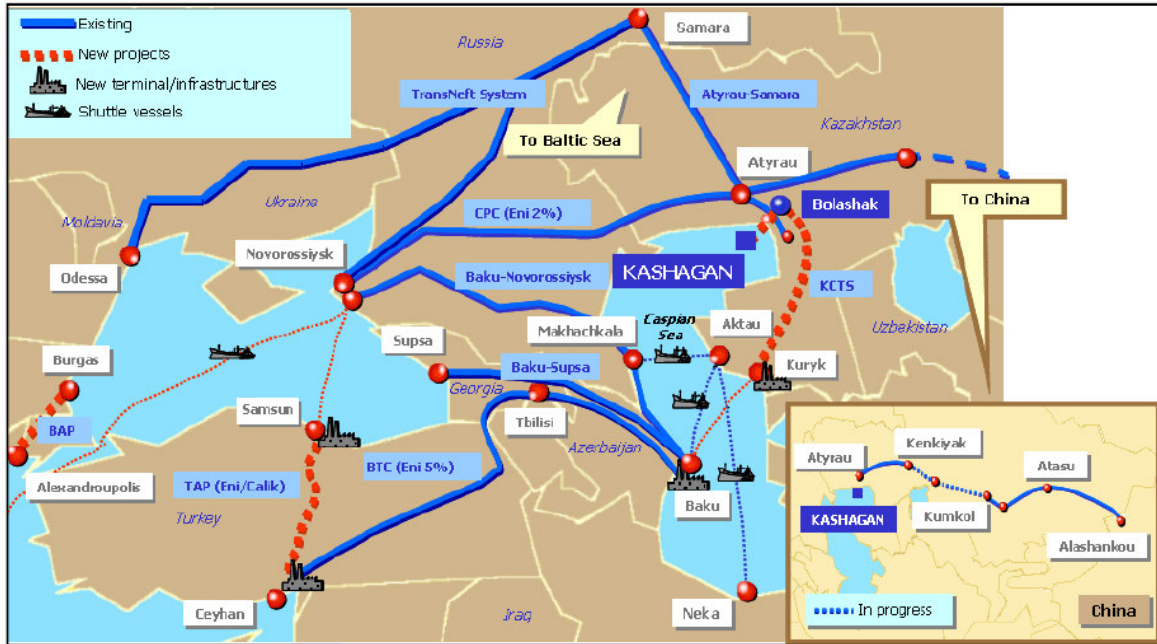 Existing
New projects
New terminal/infrastructures
Shuttle vessels
Russia
Samara
TransNeft System
Atyrau-Samara
Kazakhstan
To Baltic Sea
Atyrau
Ukraine
Moldavia
CPC (Eni 2%)
Bolashak
To China
Novorossiysk
Odessa
KASHAGAN
Baku-Novorossiysk
KCTS
Uzbekistan
Makhachkala
Caspian
Sea
Aktau
Supsa
Burgas
Baku-Supsa
Kuryk
Georgia
Samsun
Tbilisi
BAP
Azerbaijan
BTC (Eni 5%)
Alexandroupolis
TAP (Eni/Calik)
Baku
Turkey
Ceyhan
Iraq
Neka
Atyrau
Kenkiyak
Atasu
KASHAGAN
Kumkol
Alashankou
In progress
China